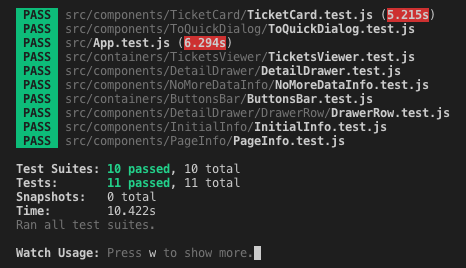 PASS src/components/TicketCard/TicketCard.test.js (5.215s)
PASS src/components/ToQuickDialog/ToQuickDialog.test.js
PASS src/App.test.js (6.294s)
PASS src/containers/TicketsViewer/TicketsViewer.test.js
PASS src/components/DetailDrawer/DetailDrawer.test.js
PASS src/components/NoMoreDataInfo/NoMoreDataInfo.test.js
PASS src/containers/ButtonsBar/ButtonsBar.test.js
PASS src/components/DetailDrawer/DrawerRow/DrawerRow.test.js
PASS src/components/InitialInfo/InitialInfo.test.js
PASS src/components/PageInfo/PageInfo.test.js
Test Suites: 10 passed, 10 total
Tests: 11 passed, 11 total
Snapshots: 0 total
Time: 10.422s
Ran all test suites.
Watch Usage: Press w to show more.